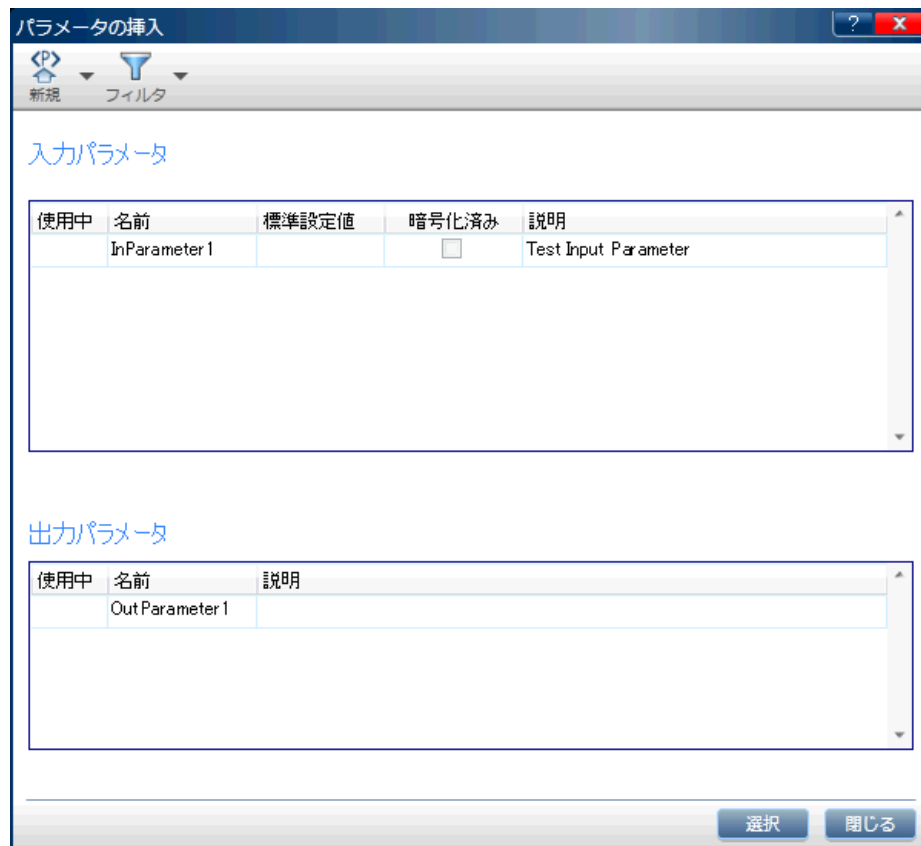 パラメータの挿入
? X
<P>
新規 フィルタ
入力パラメータ
使用中 名前 標準設定値 暗号化済み 説明
InParameter1 Test Input Parameter
出力パラメータ
使用中 名前 説明
OutParameter1
選択 閉じる